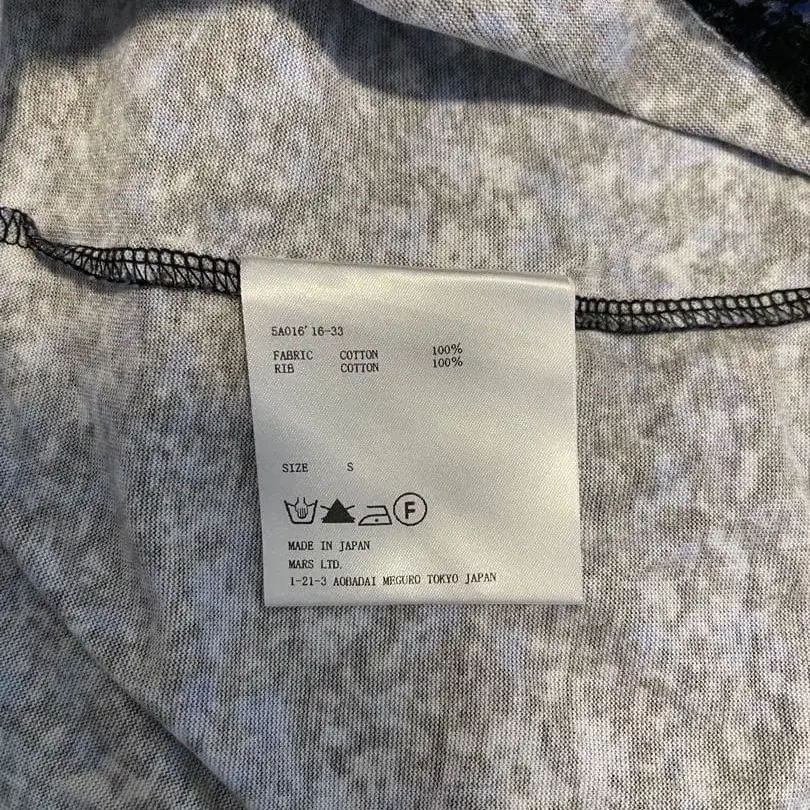 5A016' 16-33
FABRIC COTTON 100%
RIB COTTON 100%
SIZE S
F
MADE IN JAPAN
MARS LTD.
1-21-3 AOBADAI MEGURO TOKYO JAPAN